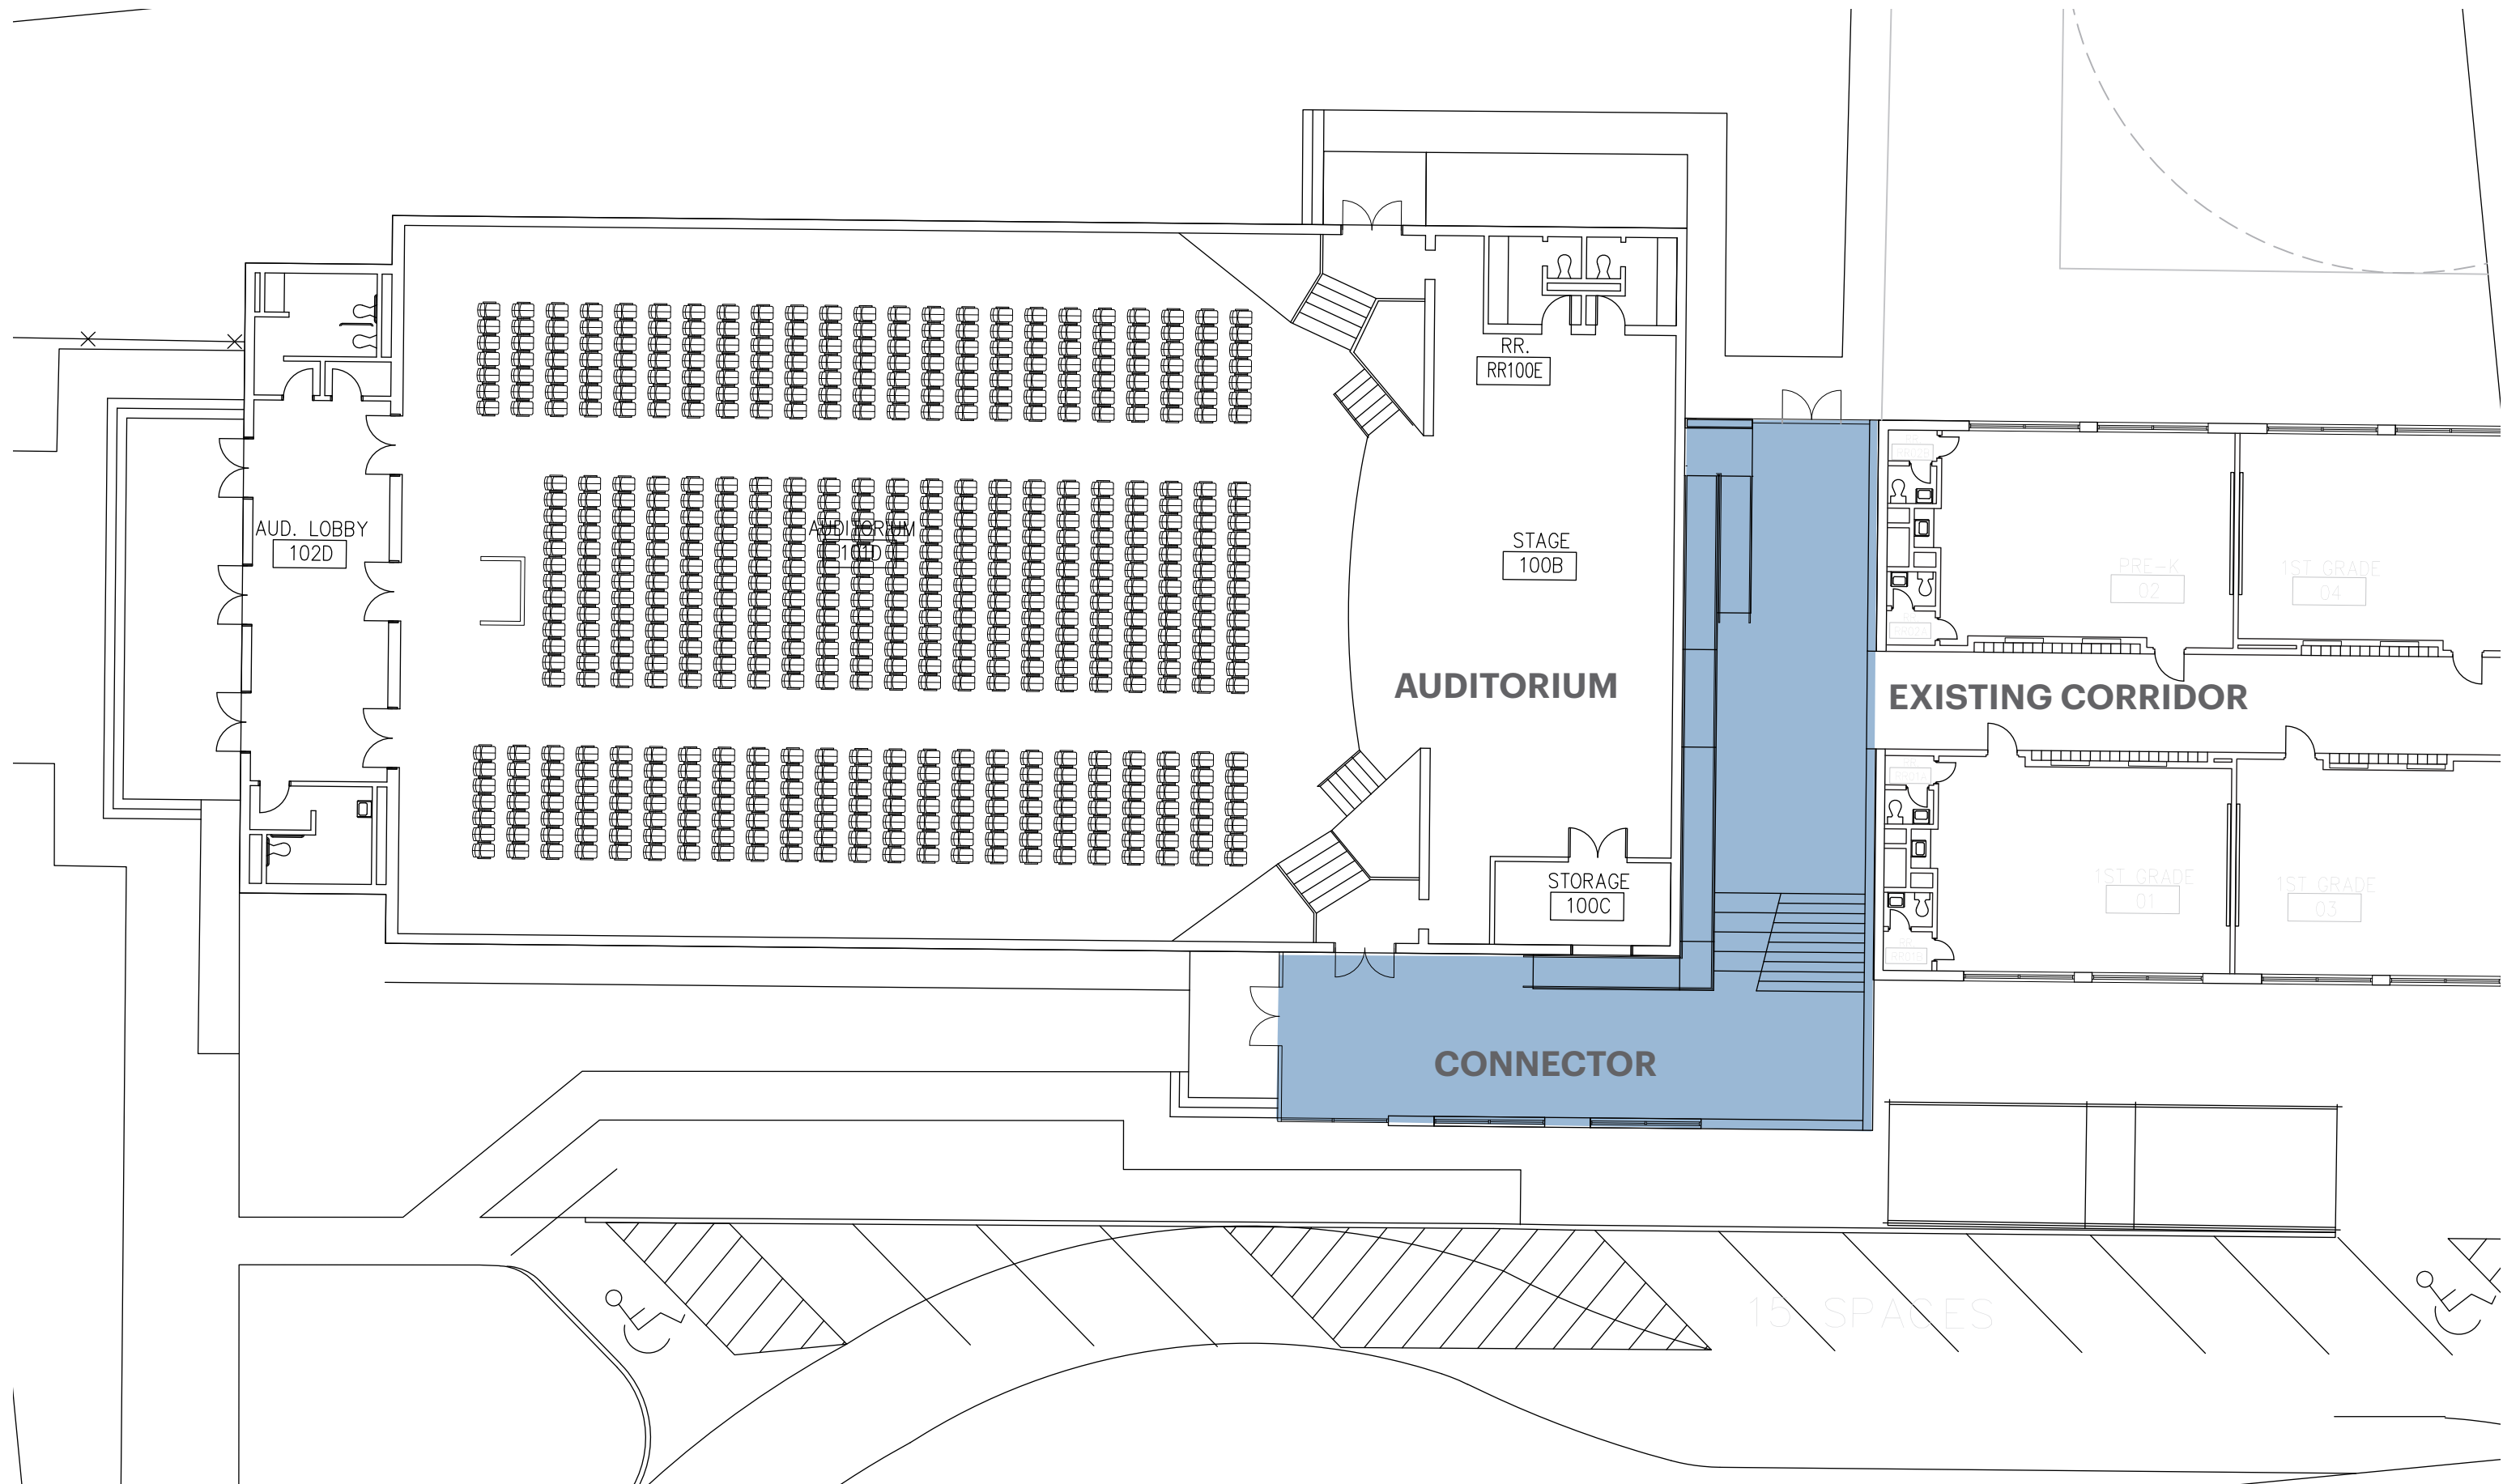 RR.
RR100E
AUD. LOBBY
102D
AUDITORIUM
101D
STAGE
100B
PRE-K
02
1ST GRADE
04
AUDITORIUM
EXISTING CORRIDOR
STORAGE
100C
1ST GRADE
01
1ST GRADE
03
CONNECTOR
15 SPACES